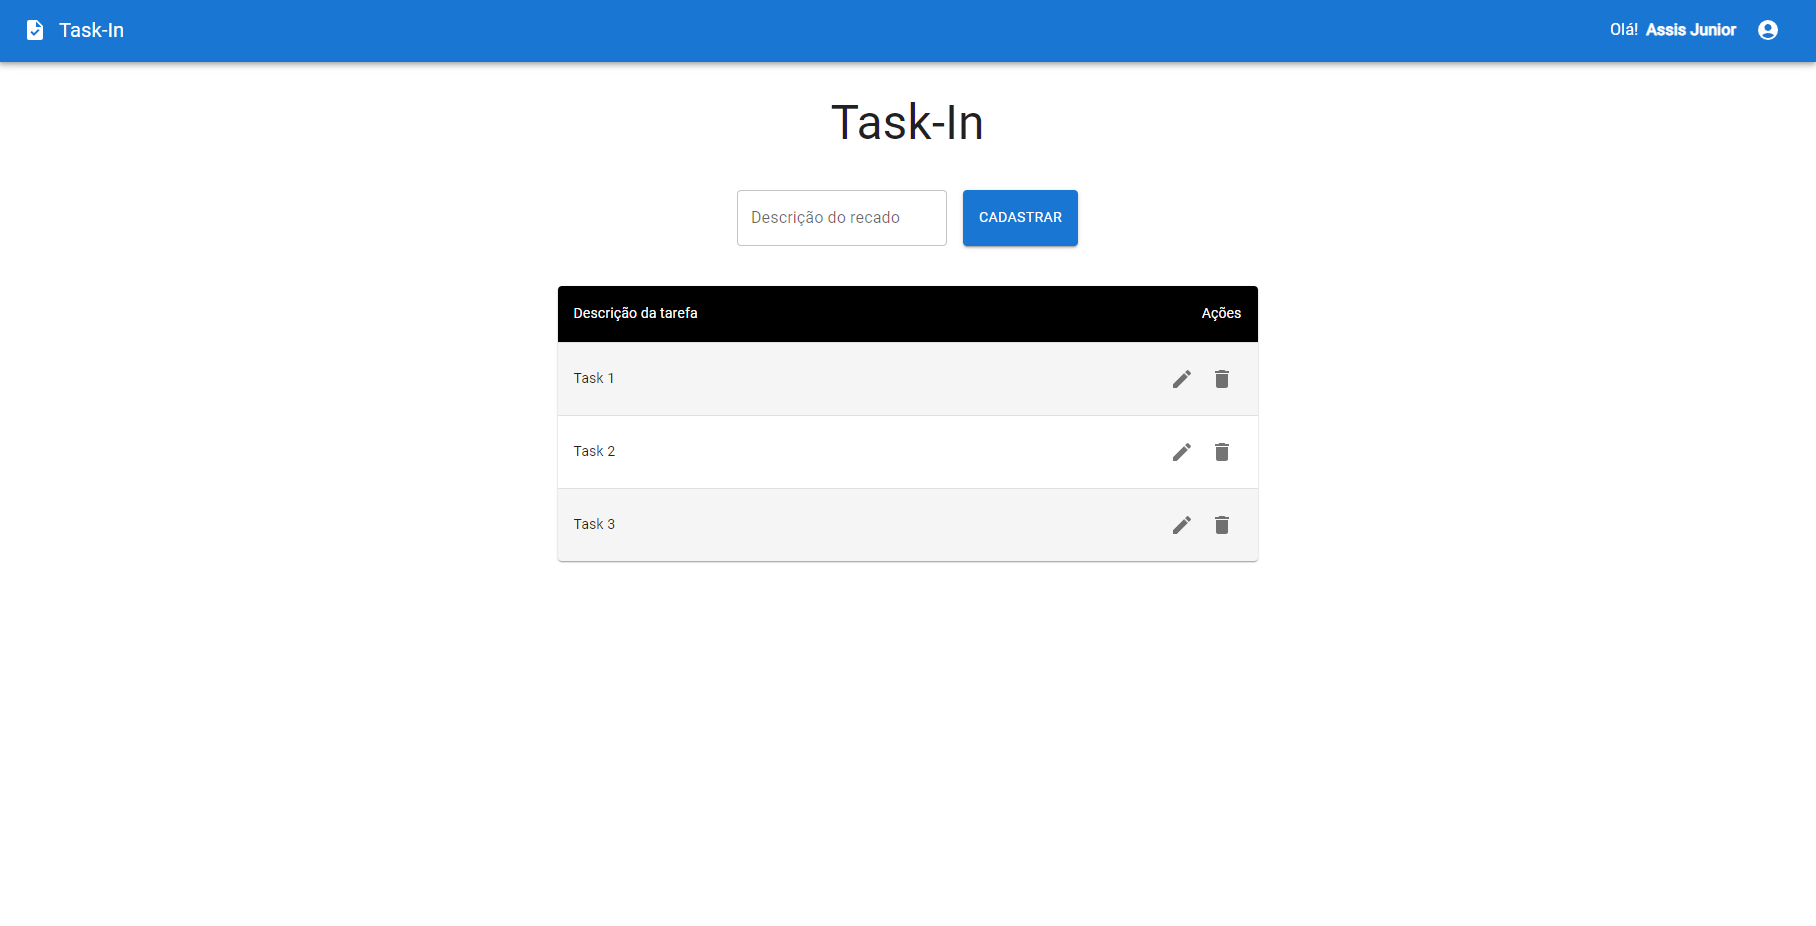 Task-In
Olá! Assis Junior
Task-In
Descrição do recado
CADASTRAR
Descrição da tarefa
Ações
Task 1
Task 2
Task 3